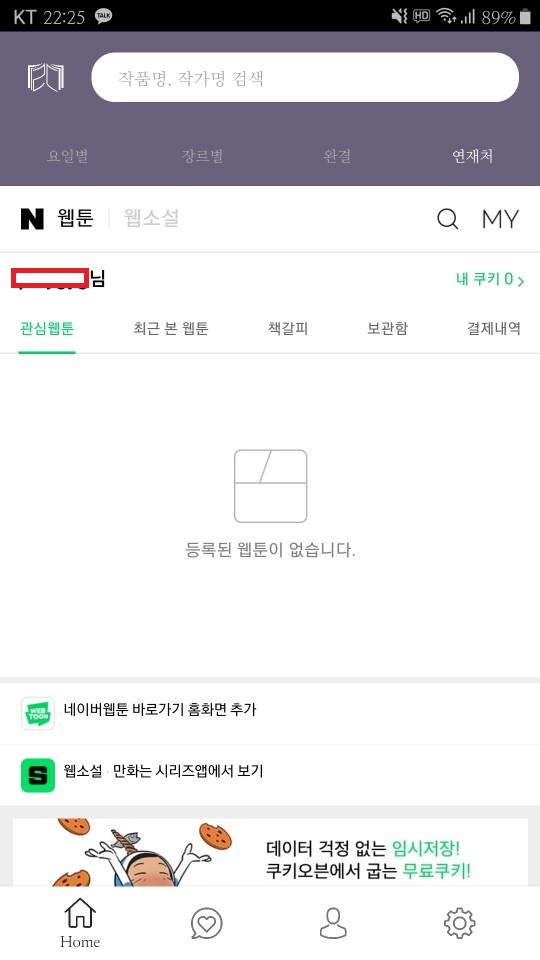 KT 22:25 TALK HD 89%
작품명, 작가명 검색
요일별 장르별 완결 연재처
N 웹툰 웹소설 MY
님 내 쿠키 0 >
관심웹툰 최근 본 웹툰 책갈피 보관함 결제내역
등록된 웹툰이 없습니다.
WEB TOON 네이버웹툰 바로가기 홈화면 추가
S 웹소설 · 만화는 시리즈앱에서 보기
데이터 걱정 없는 임시저장!
쿠키오븐에서 굽는 무료쿠키!
Home